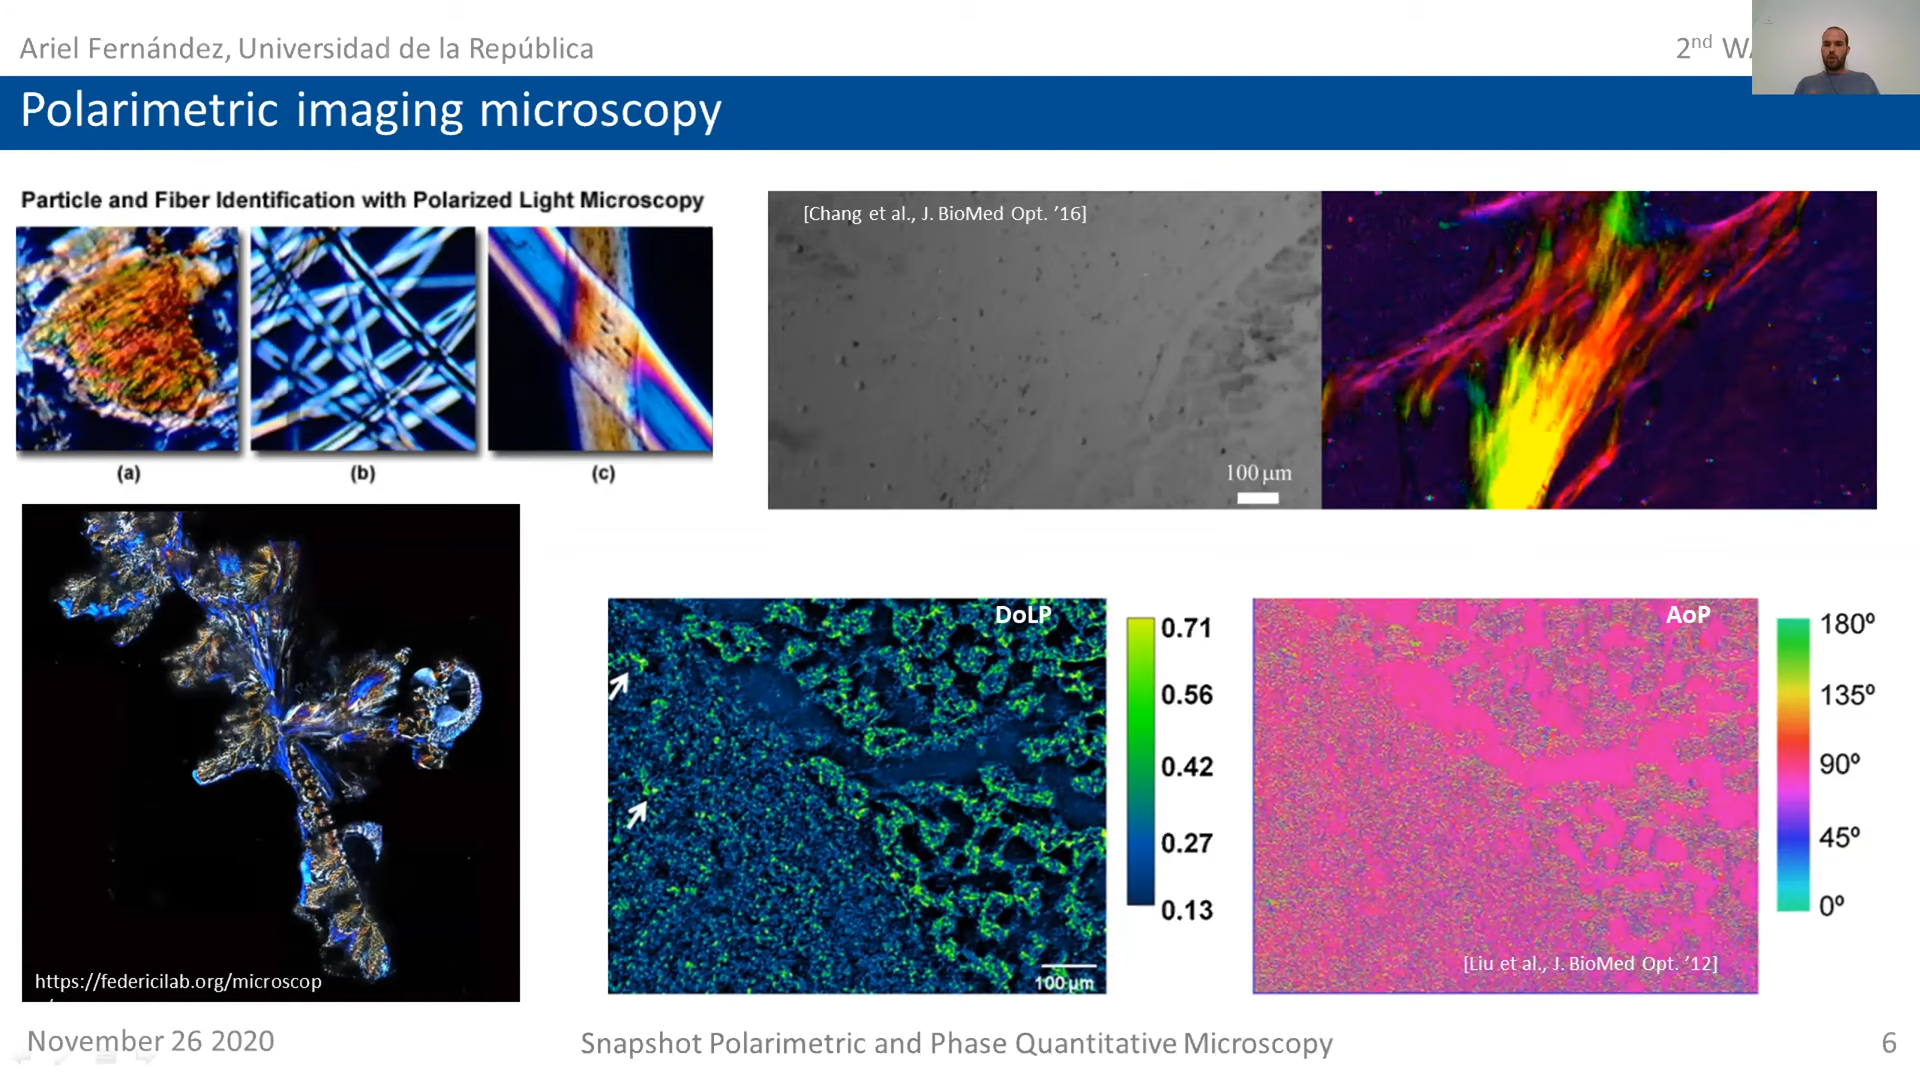 Ariel Fernández, Universidad de la República
2nd
Polarimetric imaging microscopy
Particle and Fiber Identification with Polarized Light Microscopy
(a)
(b)
(c)
[Chang et al., J. BioMed Opt. ’16]
100 µm
https://federicilab.org/microscop
DoLP
0.71
0.56
0.42
0.27
0.13
100 µm
AoP
180º
135º
90º
45º
0º
[Liu et al., J. BioMed Opt. ’12]
November 26 2020
Snapshot Polarimetric and Phase Quantitative Microscopy
6